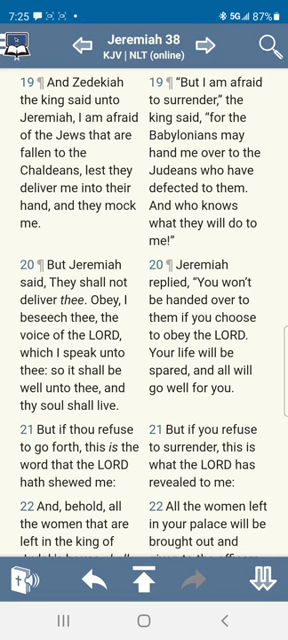 7:25
5G 87%
Jeremiah 38
KJV | NLT (online)
19 ¶ And Zedekiah
the king said unto
Jeremiah, I am afraid
of the Jews that are
fallen to the
Chaldeans, lest they
deliver me into their
hand, and they mock
me.
20 ¶ But Jeremiah
said, They shall not
deliver thee. Obey, I
beseech thee, the
voice of the LORD,
which I speak unto
thee: so it shall be
well unto thee, and
thy soul shall live.
21 But if thou refuse
to go forth, this is the
word that the LORD
hath shewed me:
22 And, behold, all
the women that are
left in the king of
19 ¶ "But I am afraid
to surrender," the
king said, "for the
Babylonians may
hand me over to the
Judeans who have
defected to them.
And who knows
what they will do to
me!"
20 ¶ Jeremiah
replied, "You won't
be handed over to
them if you choose
to obey the LORD.
Your life will be
spared, and all will
go well for you.
21 But if you refuse
to surrender, this is
what the LORD has
revealed to me:
22 All the women left
in your palace will be
brought out and